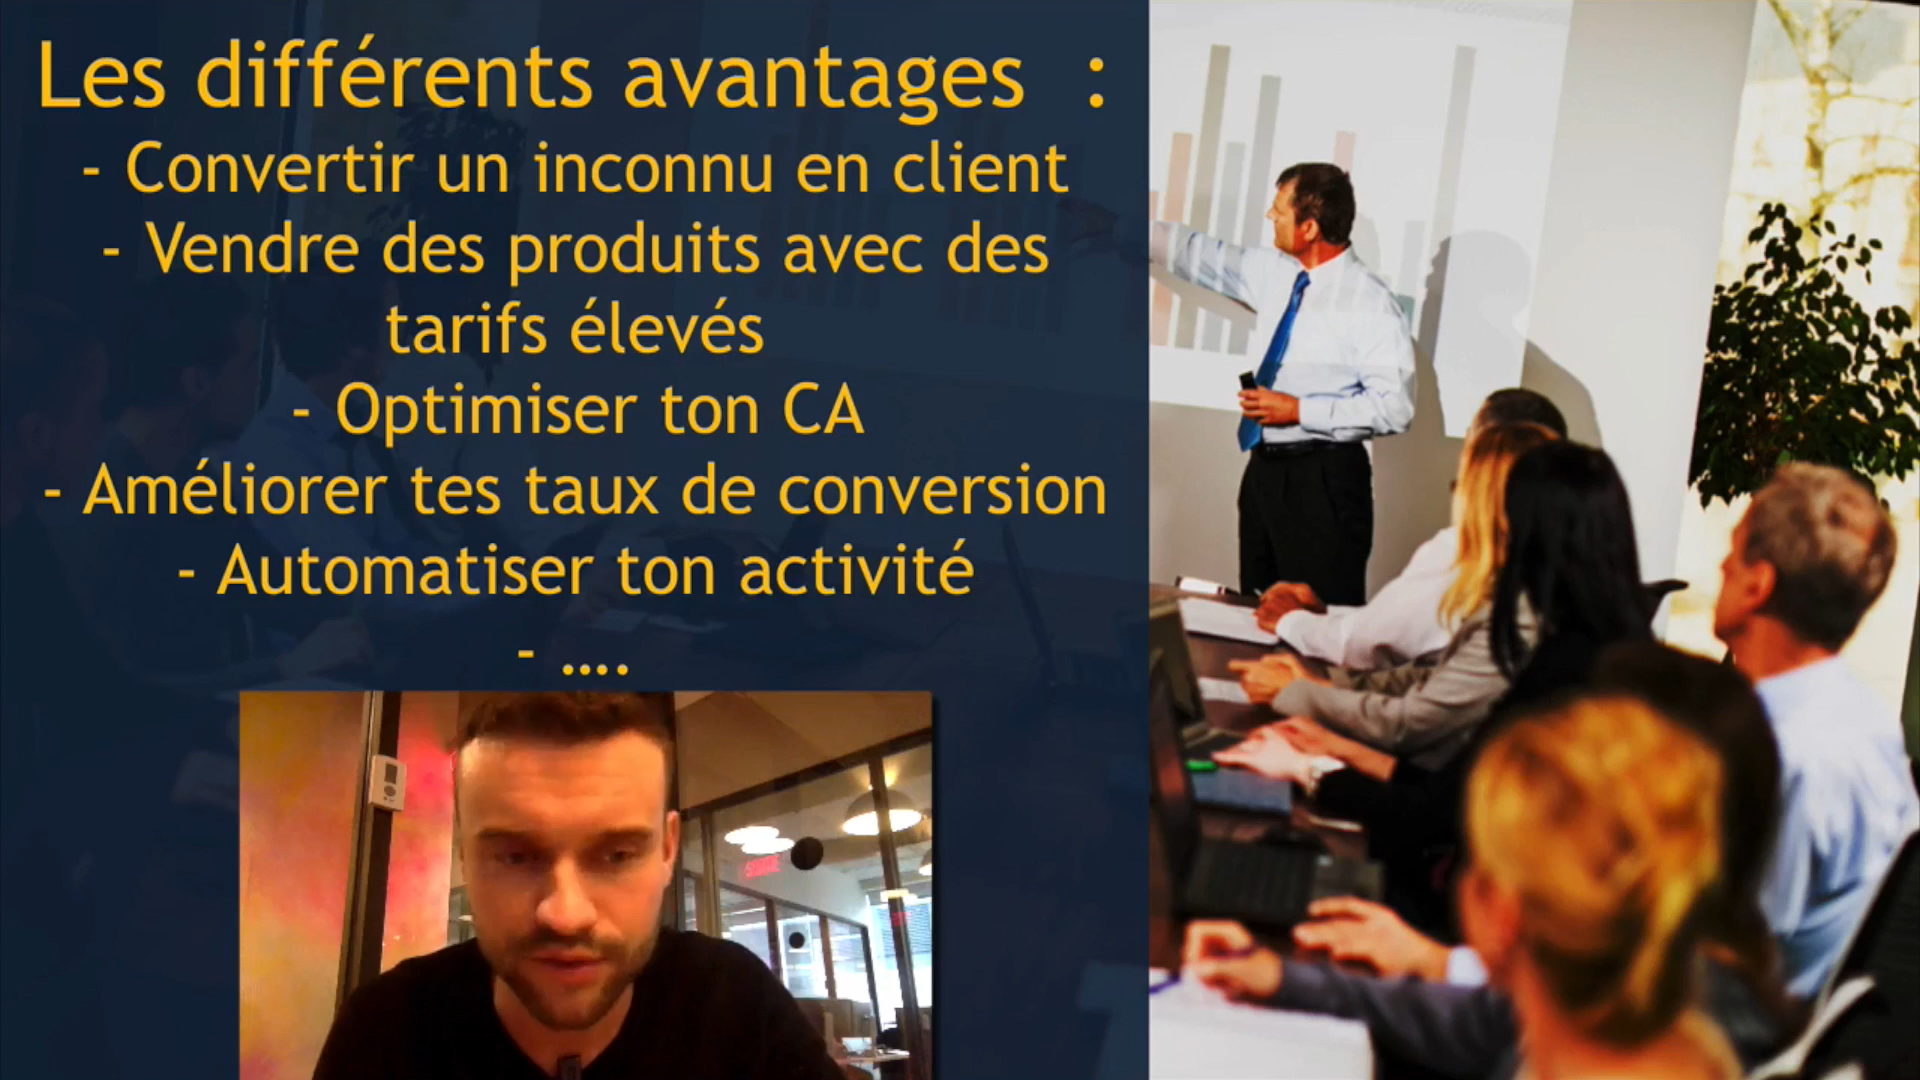 Les différents avantages :
- Convertir un inconnu en client
- Vendre des produits avec des
tarifs élevés
- Optimiser ton CA
- Améliorer tes taux de conversion
- Automatiser ton activité
- ....
SORTIE